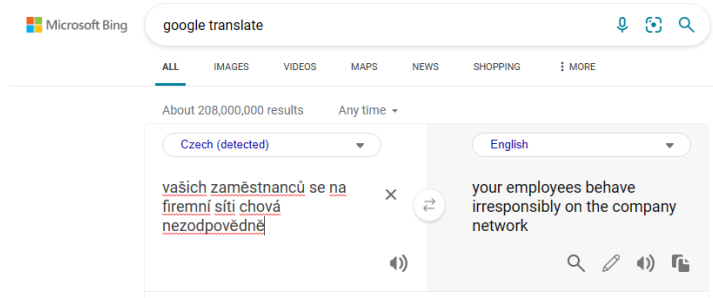 Microsoft Bing
google translate
ALL IMAGES VIDEOS MAPS NEWS SHOPPING MORE
About 208,000,000 results Any time
Czech (detected)
vašich zaměstnanců se na
firemní síti chová
nezodpovědně
English
your employees behave
irresponsibly on the company
network